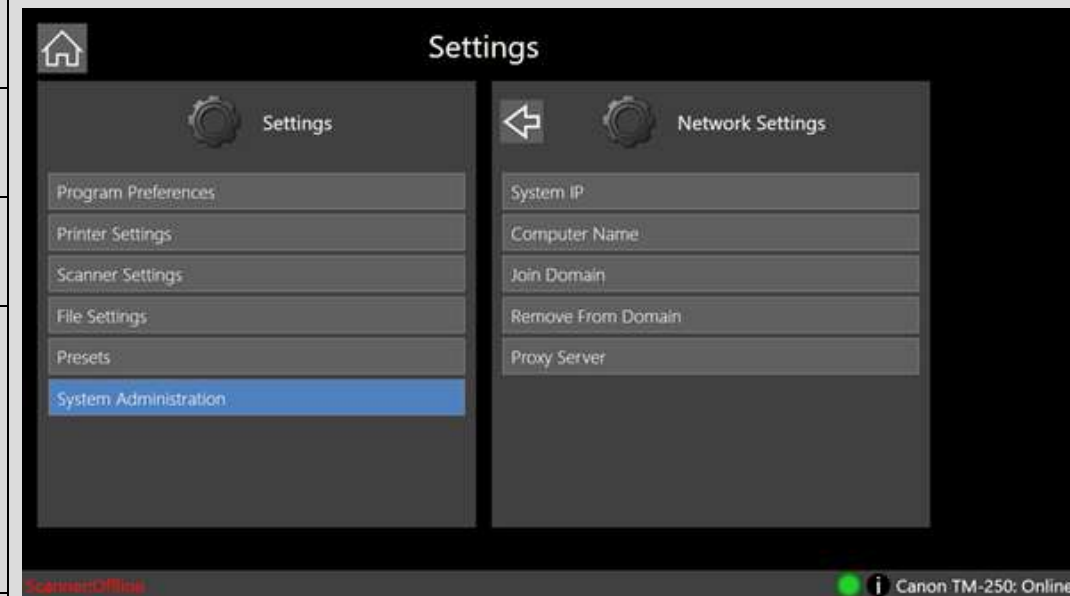 Settings
Settings
Program Preferences
Printer Settings
Scanner Settings
File Settings
Presets
System Administration
Network Settings
System IP
Computer Name
Join Domain
Remove From Domain
Proxy Server
Scanner:Offline
i Canon TM-250: Online